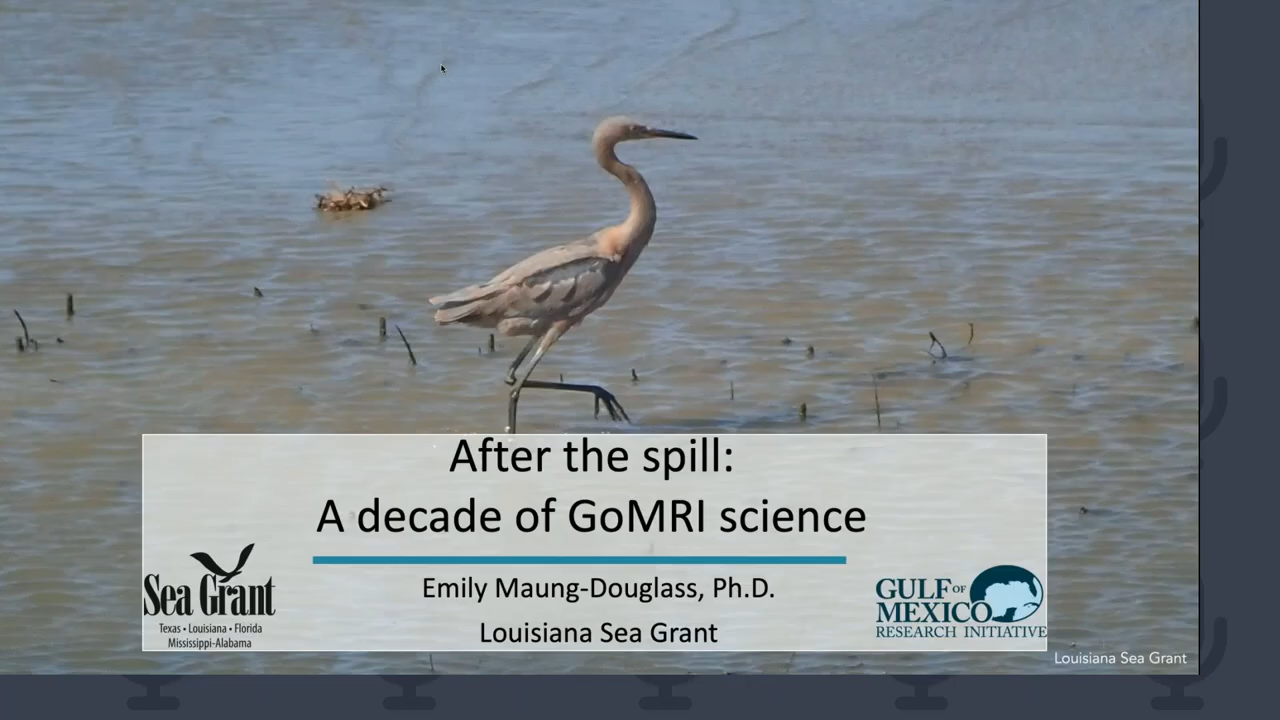 After the spill:
A decade of GoMRI science
Emily Maung-Douglass, Ph.D.
Louisiana Sea Grant
Sea Grant
Texas • Louisiana • Florida
Mississippi-Alabama
GULF OF
MEXICO
RESEARCH INITIATIVE
Louisiana Sea Grant